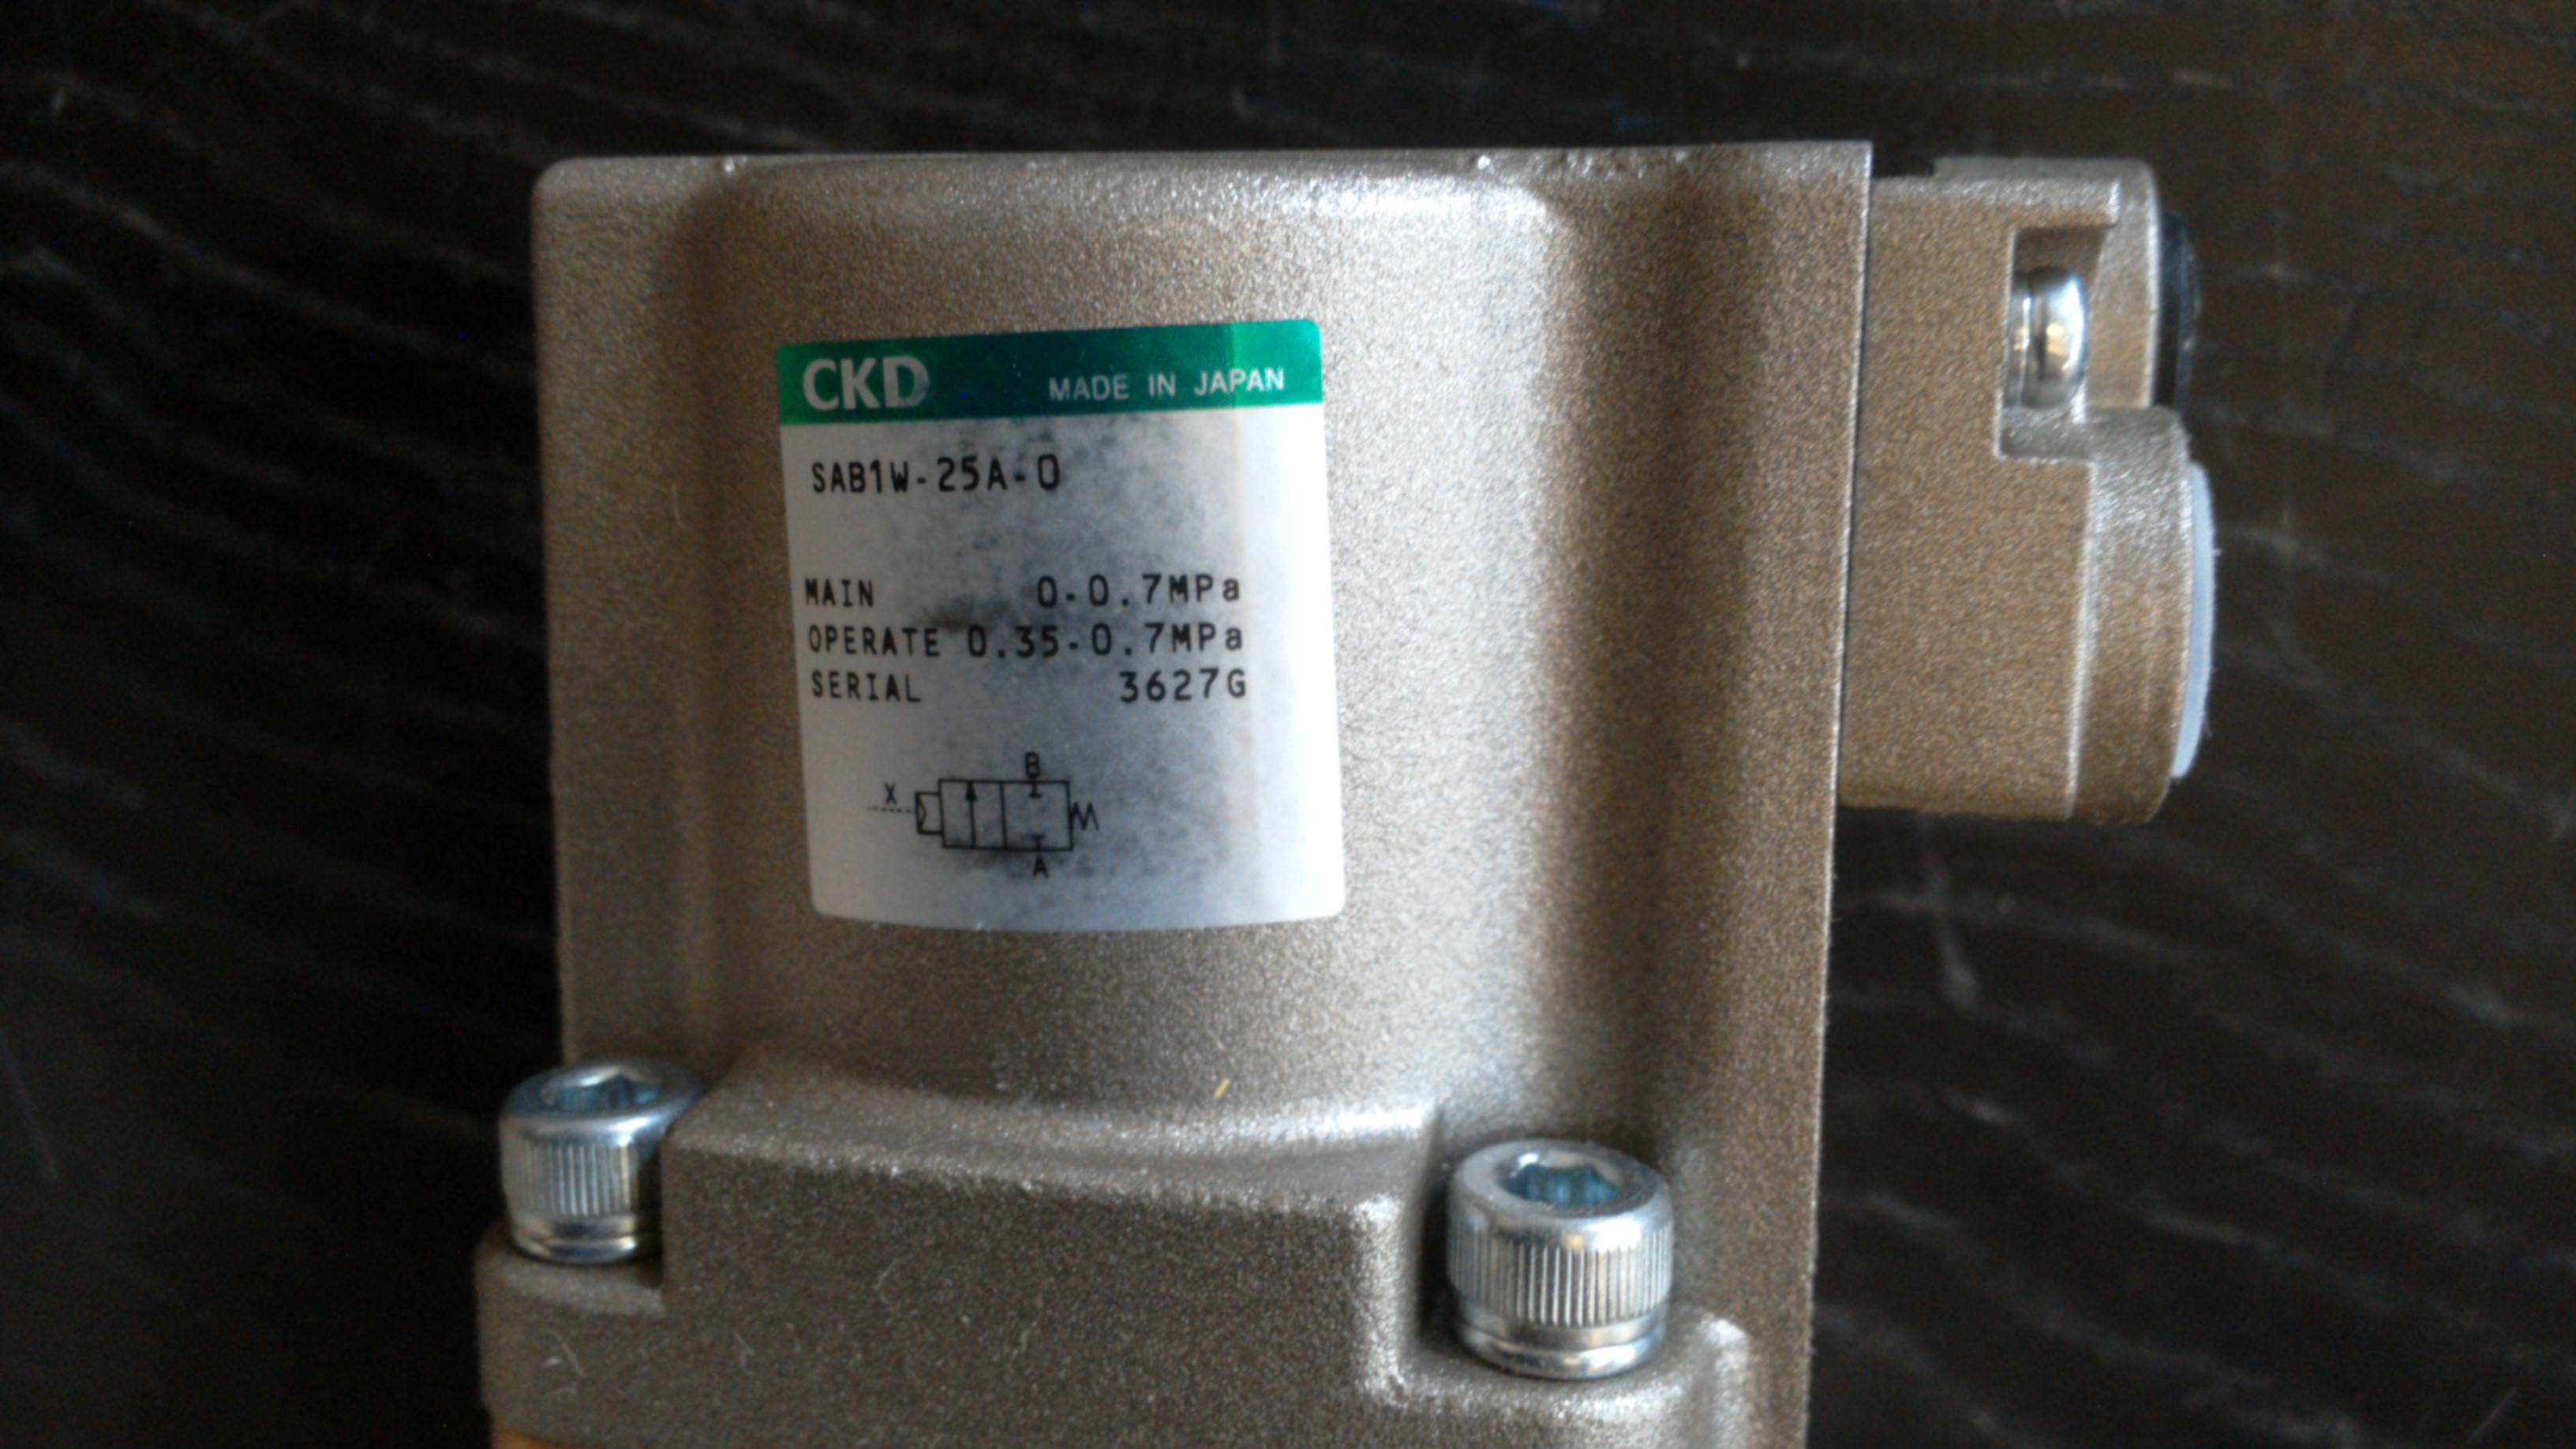 CKD MADE IN JAPAN
SAB1W-25A-0
MAIN 0-0.7MPa
OPERATE 0.35-0.7MPa
SERIAL 3627G
B
X
A